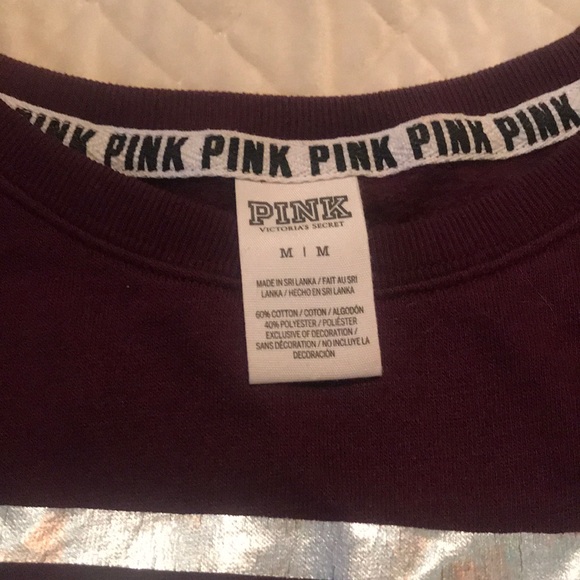 PINK PINK PINK PINK PINK PINK
PINK
VICTORIA'S SECRET
M | M
MADE IN SRI LANKA / FAIT AU SRI
LANKA / HECHO EN SRI LANKA
60% COTTON / COTON / ALGODÓN
40% POLYESTER / POLIÉSTER
EXCLUSIVE OF DECORATION /
SANS DÉCORATION / NO INCLUYE LA
DECORACIÓN